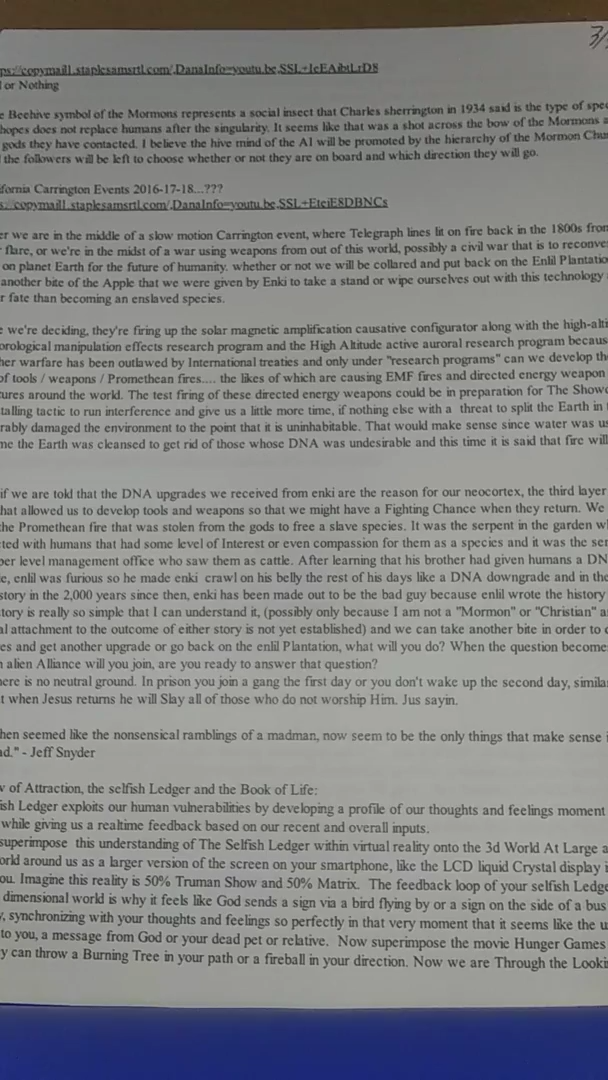 3/
ps://copymail1.staplesamsrtl.com/,DanaInfo=youtu.be,SSL+IcEAibtLrD8
l or Nothing
e Beehive symbol of the Mormons represents a social insect that Charles sherrington in 1934 said is the type of spec
hopes does not replace humans after the singularity. It seems like that was a shot across the bow of the Mormons a
gods they have contacted. I believe the hive mind of the AI will be promoted by the hierarchy of the Mormon Chu
the followers will be left to choose whether or not they are on board and which direction they will go.
fornia Carrington Events 2016-17-18...???
s://copymail1.staplesamsrtl.com/,DanaInfo=youtu.be,SSL+EteiE8DBNCs
er we are in the middle of a slow motion Carrington event, where Telegraph lines lit on fire back in the 1800s from
flare, or we're in the midst of a war using weapons from out of this world, possibly a civil war that is to reconve
on planet Earth for the future of humanity. whether or not we will be collared and put back on the Enlil Plantatio
another bite of the Apple that we were given by Enki to take a stand or wipe ourselves out with this technology
r fate than becoming an enslaved species.
e we're deciding, they're firing up the solar magnetic amplification causative configurator along with the high-alti
orological manipulation effects research program and the High Altitude active auroral research program becaus
her warfare has been outlawed by International treaties and only under "research programs" can we develop th
of tools / weapons / Promethean fires.... the likes of which are causing EMF fires and directed energy weapon
ures around the world. The test firing of these directed energy weapons could be in preparation for The Showd
talling tactic to run interference and give us a little more time, if nothing else with a threat to split the Earth in
rably damaged the environment to the point that it is uninhabitable. That would make sense since water was us
me the Earth was cleansed to get rid of those whose DNA was undesirable and this time it is said that fire will
if we are told that the DNA upgrades we received from enki are the reason for our neocortex, the third layer
hat allowed us to develop tools and weapons so that we might have a Fighting Chance when they return. We
he Promethean fire that was stolen from the gods to free a slave species. It was the serpent in the garden w
ted with humans that had some level of Interest or even compassion for them as a species and it was the ser
per level management office who saw them as cattle. After learning that his brother had given humans a DN
e, enlil was furious so he made enki crawl on his belly the rest of his days like a DNA downgrade and in the
story in the 2,000 years since then, enki has been made out to be the bad guy because enlil wrote the history
tory is really so simple that I can understand it, (possibly only because I am not a "Mormon" or "Christian" a
al attachment to the outcome of either story is not yet established) and we can take another bite in order to
es and get another upgrade or go back on the enlil Plantation, what will you do? When the question become
alien Alliance will you join, are you ready to answer that question?
here is no neutral ground. In prison you join a gang the first day or you don't wake up the second day, simila
t when Jesus returns he will Slay all of those who do not worship Him. Jus sayin.
hen seemed like the nonsensical ramblings of a madman, now seem to be the only things that make sense i
ad." - Jeff Snyder
w of Attraction, the selfish Ledger and the Book of Life:
ish Ledger exploits our human vulnerabilities by developing a profile of our thoughts and feelings moment
while giving us a realtime feedback based on our recent and overall inputs.
superimpose this understanding of The Selfish Ledger within virtual reality onto the 3d World At Large a
orld around us as a larger version of the screen on your smartphone, like the LCD liquid Crystal display i
ou. Imagine this reality is 50% Truman Show and 50% Matrix. The feedback loop of your selfish Ledge
dimensional world is why it feels like God sends a sign via a bird flying by or a sign on the side of a bus
, synchronizing with your thoughts and feelings so perfectly in that very moment that it seems like the u
to you, a message from God or your dead pet or relative. Now superimpose the movie Hunger Games
y can throw a Burning Tree in your path or a fireball in your direction. Now we are Through the Looki